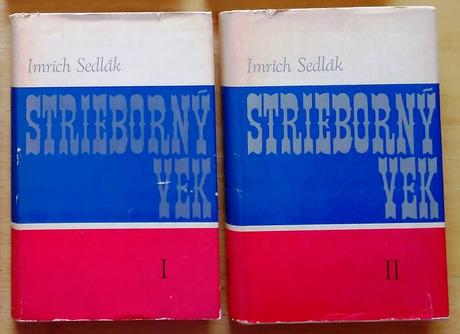 Imrich Sedlák
STRIEBORNÝ
VEK
I
Imrich Sedlák
STRIEBORNÝ
VEK
II